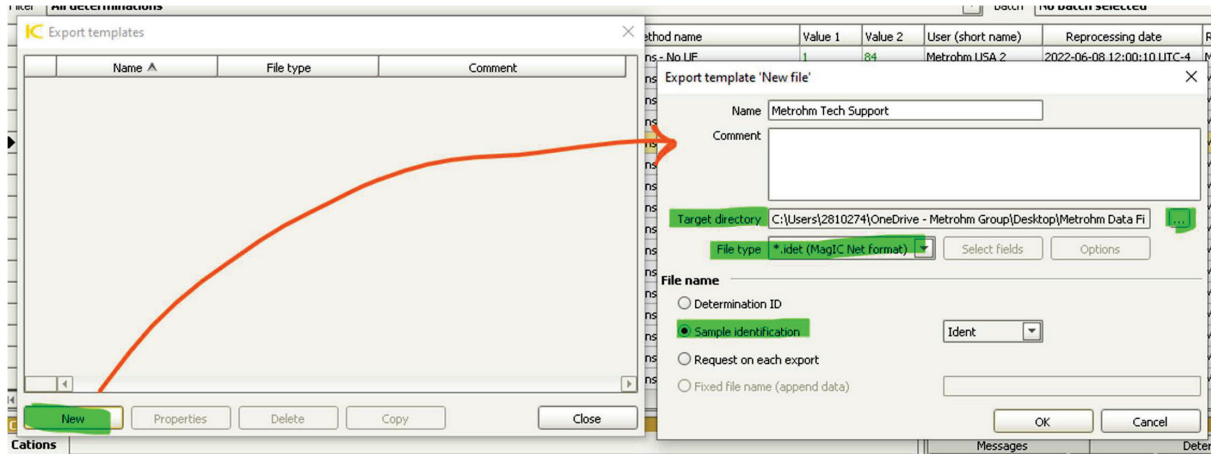 Filter All determinations Batch No batch selected
Export templates
Name File type Comment
New Properties Delete Copy Close
Cations
ethod name Value 1 Value 2 User (short name) Reprocessing date
ns - No UF 1 84 Metrohm USA 2 2022-06-08 12:00:10 UTC-4
Export template 'New file'
Name Metrohm Tech Support
Comment
Target directory C:\Users\2810274\OneDrive - Metrohm Group\Desktop\Metrohm Data Fi ...
File type *.idet (MagIC Net format) Select fields Options
File name
Determination ID
Sample identification Ident
Request on each export
Fixed file name (append data)
OK Cancel
Messages Deter